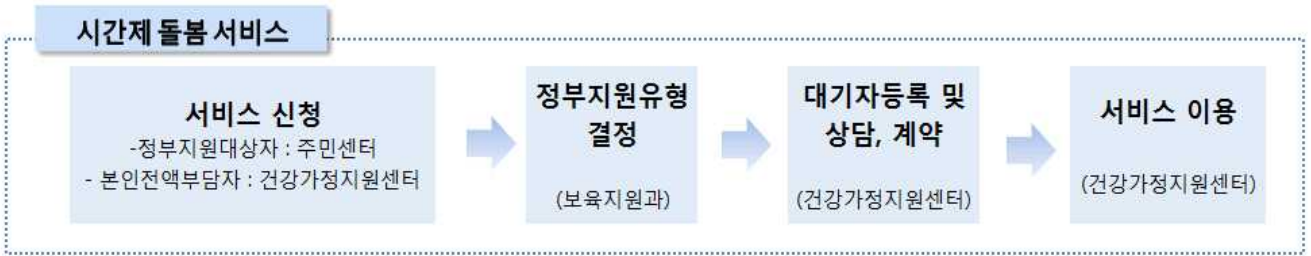 시간제 돌봄 서비스
서비스 신청
-정부지원대상자 : 주민센터
- 본인전액부담자 : 건강가정지원센터
정부지원유형
결정
(보육지원과)
대기자등록 및
상담, 계약
(건강가정지원센터)
서비스 이용
(건강가정지원센터)